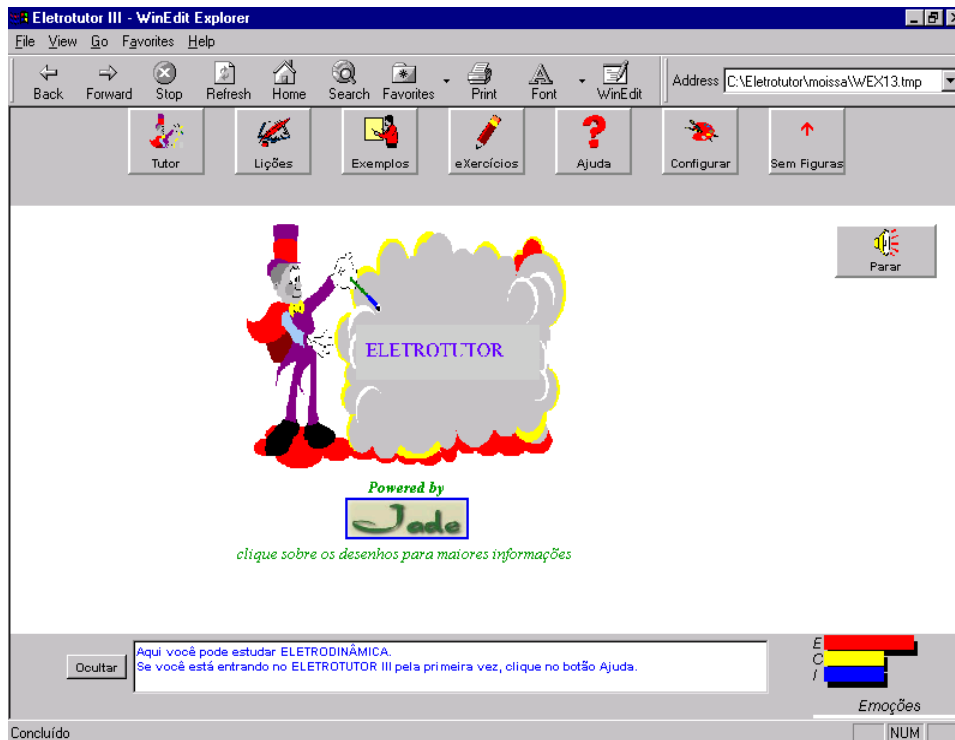 Eletrotutor III - WinEdit Explorer
File View Go Favorites Help
Back Forward Stop Refresh Home Search Favorites Print Font WinEdit Address C:\Eletrotutor\moissa\WEX13.tmp
Tutor Lições Exemplos eXercícios Ajuda Configurar Sem Figuras
Parar
ELETROTUTOR
Powered by
Jade
clique sobre os desenhos para maiores informações
Ocultar
Aqui você pode estudar ELETRODINÂMICA.
Se você está entrando no ELETROTUTOR III pela primeira vez, clique no botão Ajuda.
E
C
I
Emoções
Concluído NUM